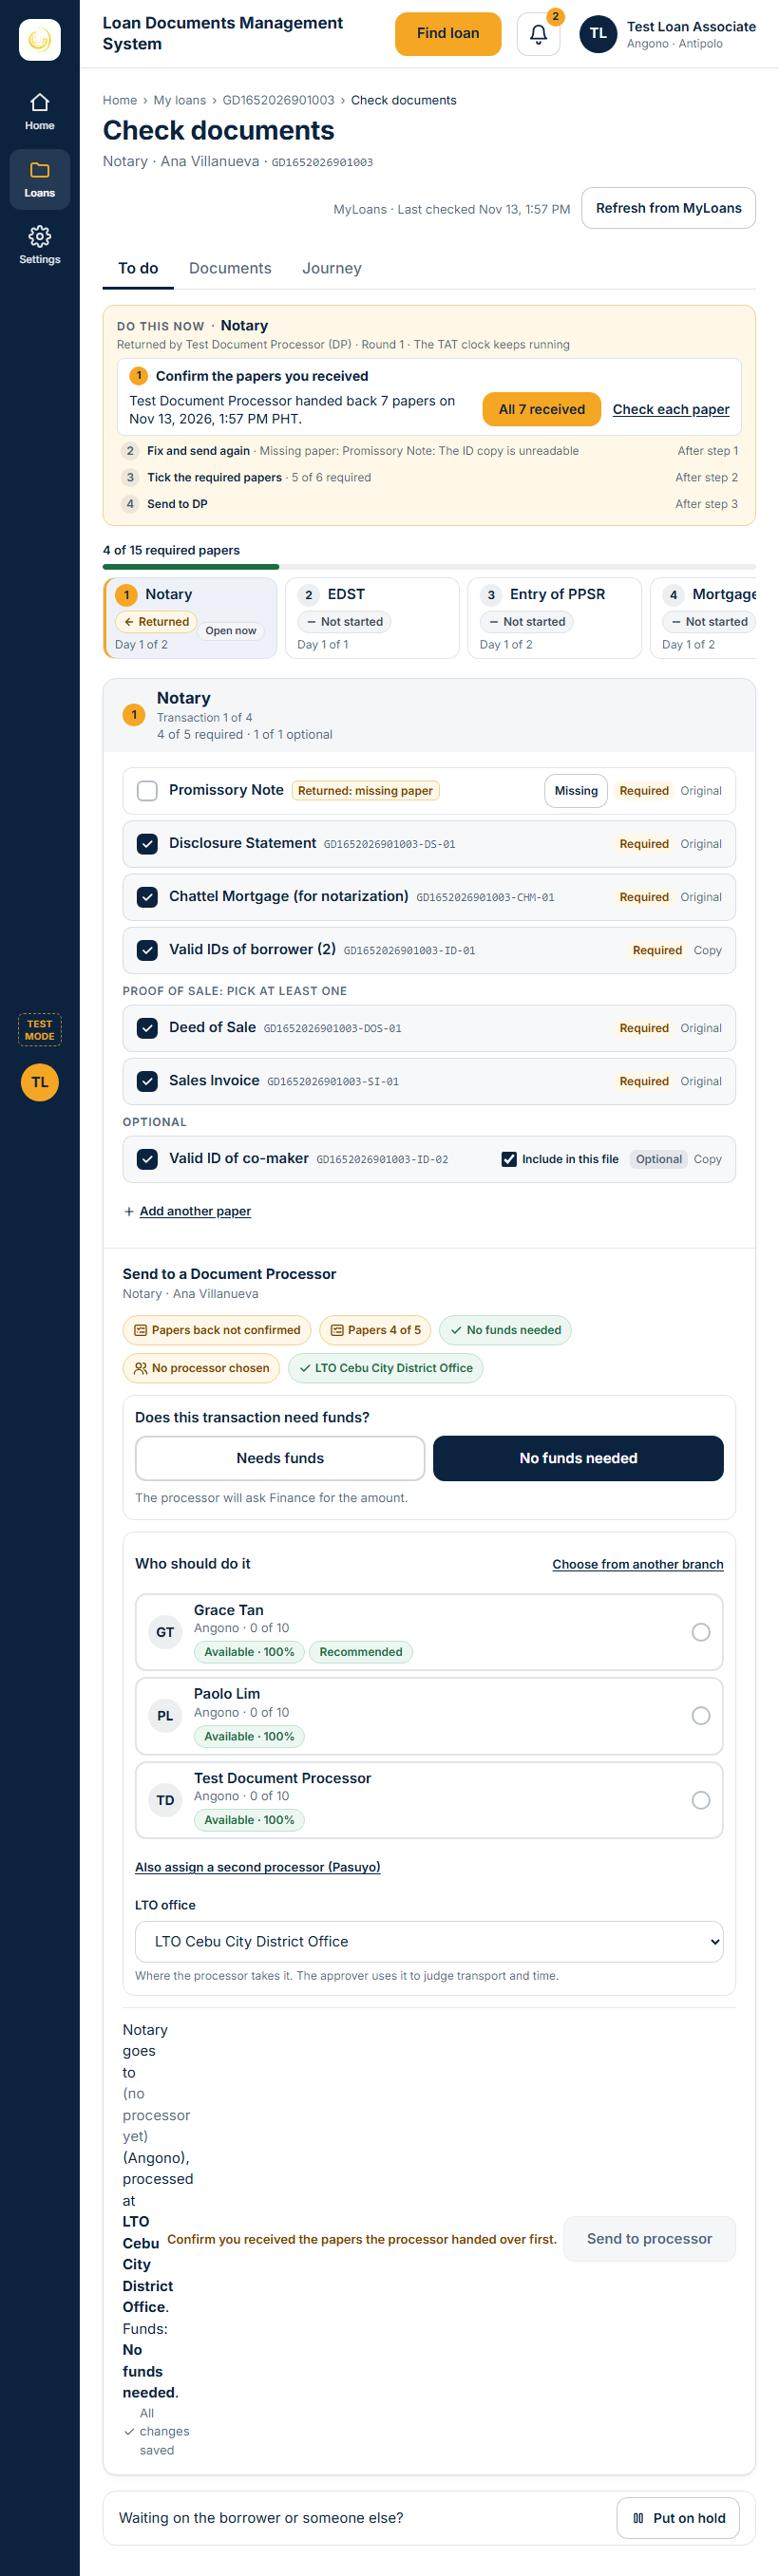 Loan Documents Management System
Find loan
2
TL
Test Loan Associate
Angono · Antipolo
Home
Loans
Settings
TEST MODE
TL
Home › My loans › GD1652026901003 › Check documents
Check documents
Notary · Ana Villanueva · GD1652026901003
MyLoans · Last checked Nov 13, 1:57 PM
Refresh from MyLoans
To do
Documents
Journey
DO THIS NOW · Notary
Returned by Test Document Processor (DP) · Round 1 · The TAT clock keeps running
1 Confirm the papers you received
Test Document Processor handed back 7 papers on
Nov 13, 2026, 1:57 PM PHT.
All 7 received
Check each paper
2 Fix and send again · Missing paper: Promissory Note: The ID copy is unreadable After step 1
3 Tick the required papers · 5 of 6 required After step 2
4 Send to DP After step 3
4 of 15 required papers
1 Notary
← Returned
Open now
Day 1 of 2
2 EDST
– Not started
Day 1 of 1
3 Entry of PPSR
– Not started
Day 1 of 2
4 Mortgage
– Not started
Day 1 of 2
1 Notary
Transaction 1 of 4
4 of 5 required · 1 of 1 optional
Promissory Note Returned: missing paper Missing Required Original
Disclosure Statement GD1652026901003-DS-01 Required Original
Chattel Mortgage (for notarization) GD1652026901003-CHM-01 Required Original
Valid IDs of borrower (2) GD1652026901003-ID-01 Required Copy
PROOF OF SALE: PICK AT LEAST ONE
Deed of Sale GD1652026901003-DOS-01 Required Original
Sales Invoice GD1652026901003-SI-01 Required Original
OPTIONAL
Valid ID of co-maker GD1652026901003-ID-02 Include in this file Optional Copy
+ Add another paper
Send to a Document Processor
Notary · Ana Villanueva
Papers back not confirmed
Papers 4 of 5
No funds needed
No processor chosen
LTO Cebu City District Office
Does this transaction need funds?
Needs funds
No funds needed
The processor will ask Finance for the amount.
Who should do it
Choose from another branch
GT
Grace Tan
Angono · 0 of 10
Available · 100% Recommended
PL
Paolo Lim
Angono · 0 of 10
Available · 100%
TD
Test Document Processor
Angono · 0 of 10
Available · 100%
Also assign a second processor (Pasuyo)
LTO office
LTO Cebu City District Office
Where the processor takes it. The approver uses it to judge transport and time.
Notary
goes
to
(no
processor
yet)
(Angono),
processed
at
LTO
Cebu
City
District
Office.
Funds:
No
funds
needed.
All
changes
saved
Confirm you received the papers the processor handed over first.
Send to processor
Waiting on the borrower or someone else?
Put on hold